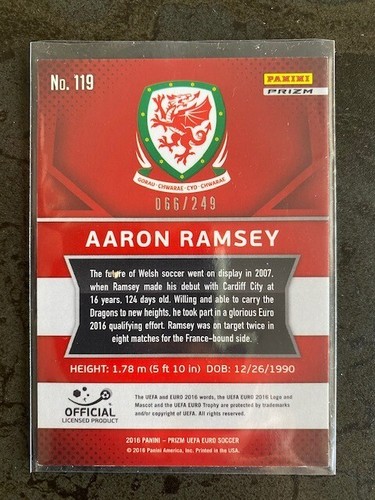 No. 119
PANINI
PRIZM
GORAU · CHWARAE · CYD · CHWARAE
066/249
AARON RAMSEY
The future of Welsh soccer went on display in 2007,
when Ramsey made his debut with Cardiff City at
16 years, 124 days old. Willing and able to carry the
Dragons to new heights, he took part in a glorious Euro
2016 qualifying effort. Ramsey was on target twice in
eight matches for the France-bound side.
HEIGHT: 1.78 m (5 ft 10 in) DOB: 12/26/1990
OFFICIAL
LICENSED PRODUCT
The UEFA and EURO 2016 words, the UEFA EURO 2016 Logo and
Mascot and the UEFA EURO Trophy are protected by trademarks
and/or copyright of UEFA. All rights reserved.
2016 PANINI – PRIZM UEFA EURO SOCCER
© 2016 Panini America, Inc. Printed in the USA.